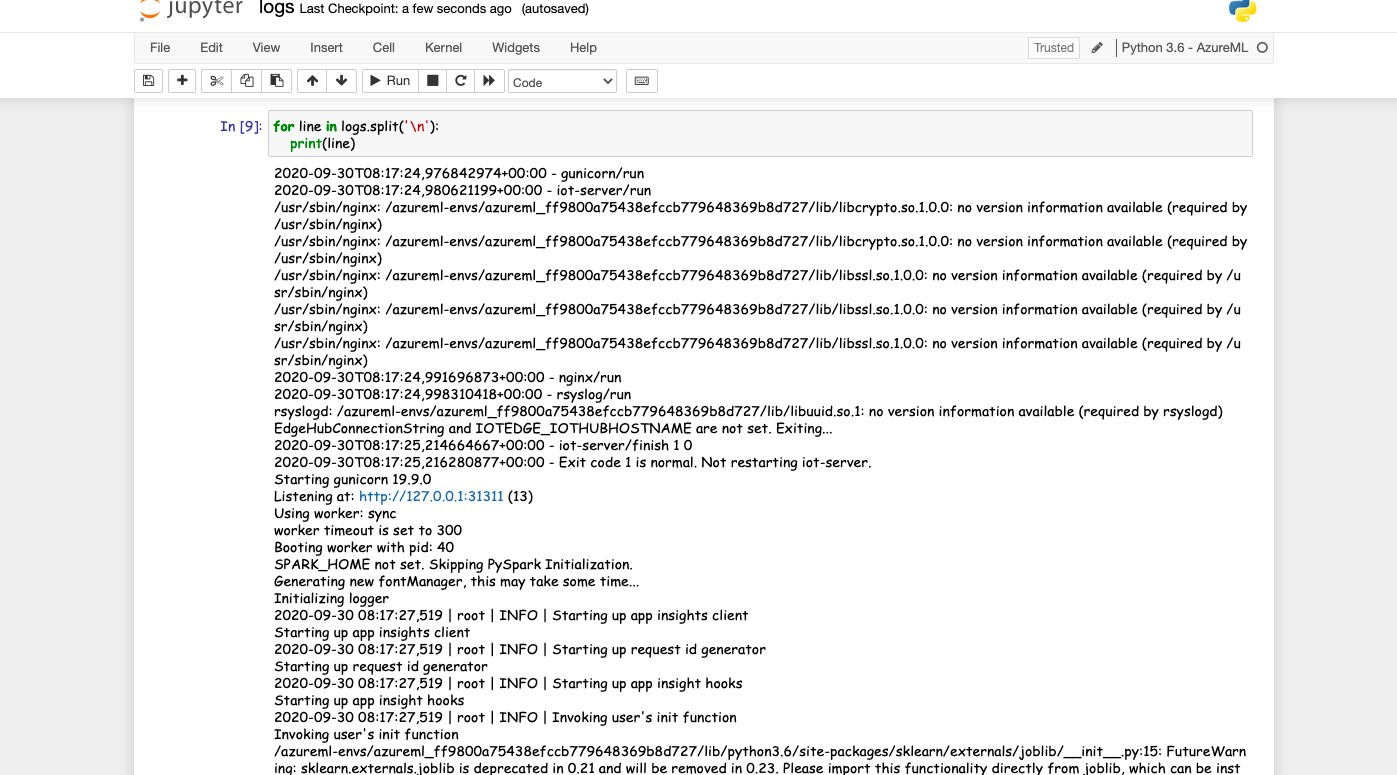 jupyter logs Last Checkpoint: a few seconds ago (autosaved)
File Edit View Insert Cell Kernel Widgets Help Trusted Python 3.6 - AzureML
Run Code
In [9]: for line in logs.split('\n'):
print(line)
2020-09-30T08:17:24,976842974+00:00 - gunicorn/run
2020-09-30T08:17:24,980621199+00:00 - iot-server/run
/usr/sbin/nginx: /azureml-envs/azureml_ff9800a75438efccb779648369b8d727/lib/libcrypto.so.1.0.0: no version information available (required by
/usr/sbin/nginx)
/usr/sbin/nginx: /azureml-envs/azureml_ff9800a75438efccb779648369b8d727/lib/libcrypto.so.1.0.0: no version information available (required by
/usr/sbin/nginx)
/usr/sbin/nginx: /azureml-envs/azureml_ff9800a75438efccb779648369b8d727/lib/libssl.so.1.0.0: no version information available (required by /u
sr/sbin/nginx)
/usr/sbin/nginx: /azureml-envs/azureml_ff9800a75438efccb779648369b8d727/lib/libssl.so.1.0.0: no version information available (required by /u
sr/sbin/nginx)
/usr/sbin/nginx: /azureml-envs/azureml_ff9800a75438efccb779648369b8d727/lib/libssl.so.1.0.0: no version information available (required by /u
sr/sbin/nginx)
2020-09-30T08:17:24,991696873+00:00 - nginx/run
2020-09-30T08:17:24,998310418+00:00 - rsyslog/run
rsyslogd: /azureml-envs/azureml_ff9800a75438efccb779648369b8d727/lib/libuuid.so.1: no version information available (required by rsyslogd)
EdgeHubConnectionString and IOTEDGE_IOTHUBHOSTNAME are not set. Exiting...
2020-09-30T08:17:25,214664667+00:00 - iot-server/finish 1 0
2020-09-30T08:17:25,216280877+00:00 - Exit code 1 is normal. Not restarting iot-server.
Starting gunicorn 19.9.0
Listening at: http://127.0.0.1:31311 (13)
Using worker: sync
worker timeout is set to 300
Booting worker with pid: 40
SPARK_HOME not set. Skipping PySpark Initialization.
Generating new fontManager, this may take some time...
Initializing logger
2020-09-30 08:17:27,519 | root | INFO | Starting up app insights client
Starting up app insights client
2020-09-30 08:17:27,519 | root | INFO | Starting up request id generator
Starting up request id generator
2020-09-30 08:17:27,519 | root | INFO | Starting up app insight hooks
Starting up app insight hooks
2020-09-30 08:17:27,519 | root | INFO | Invoking user's init function
Invoking user's init function
/azureml-envs/azureml_ff9800a75438efccb779648369b8d727/lib/python3.6/site-packages/sklearn/externals/joblib/__init__.py:15: FutureWarn
ing: sklearn.externals.joblib is deprecated in 0.21 and will be removed in 0.23. Please import this functionality directly from joblib, which can be inst